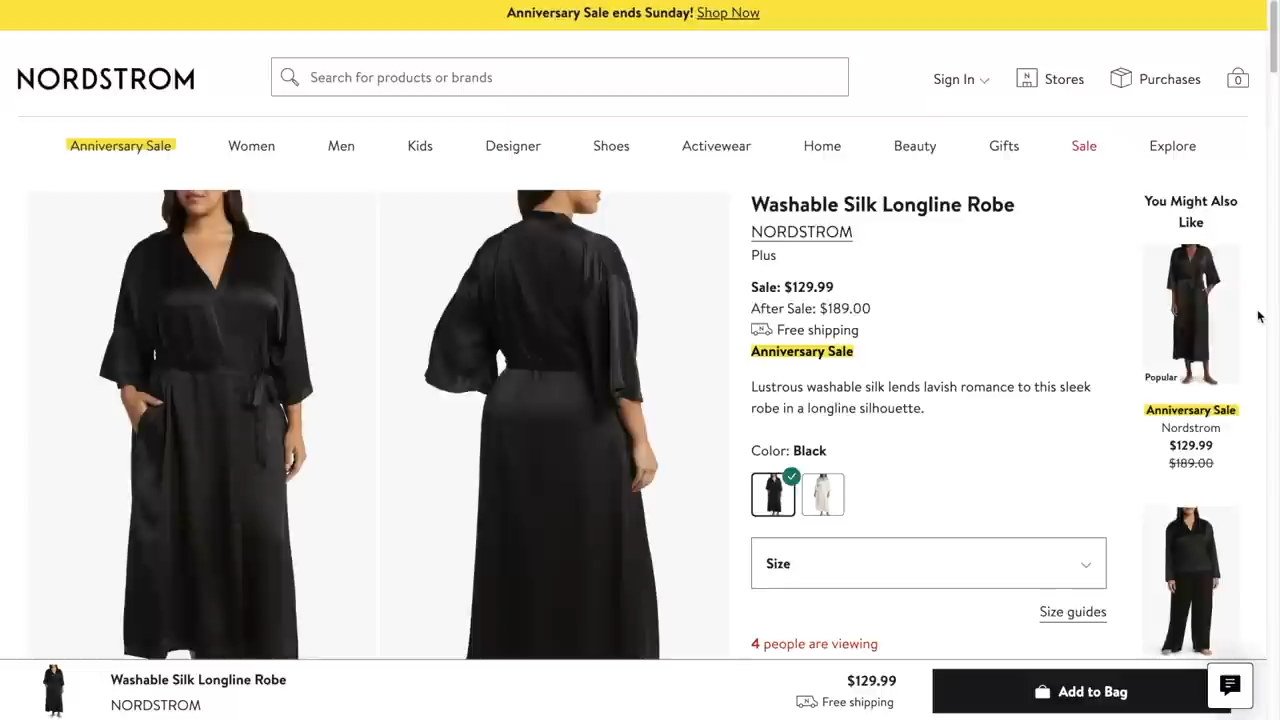 Anniversary Sale ends Sunday! Shop Now
NORDSTROM
Search for products or brands
Sign In
Stores
Purchases
0
Anniversary Sale
Women
Men
Kids
Designer
Shoes
Activewear
Home
Beauty
Gifts
Sale
Explore
Washable Silk Longline Robe
NORDSTROM
Plus
Sale: $129.99
After Sale: $189.00
Free shipping
Anniversary Sale
Lustrous washable silk lends lavish romance to this sleek
robe in a longline silhouette.
Color: Black
Size
Size guides
4 people are viewing
You Might Also
Like
Popular
Anniversary Sale
Nordstrom
$129.99
$189.00
Washable Silk Longline Robe
NORDSTROM
$129.99
Free shipping
Add to Bag